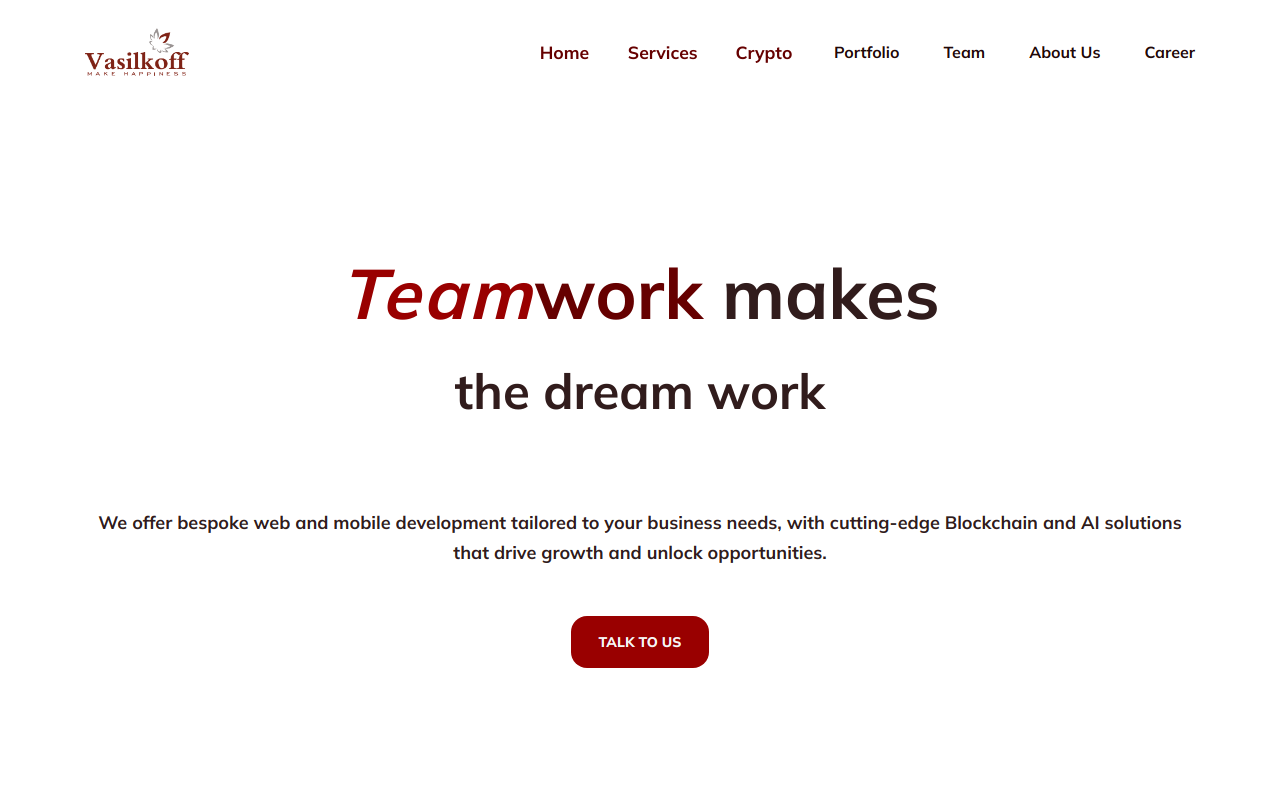 Vasilkoff
MAKE HAPPINESS
Home Services Crypto Portfolio Team About Us Career
Teamwork makes
the dream work
We offer bespoke web and mobile development tailored to your business needs, with cutting-edge Blockchain and AI solutions
that drive growth and unlock opportunities.
TALK TO US